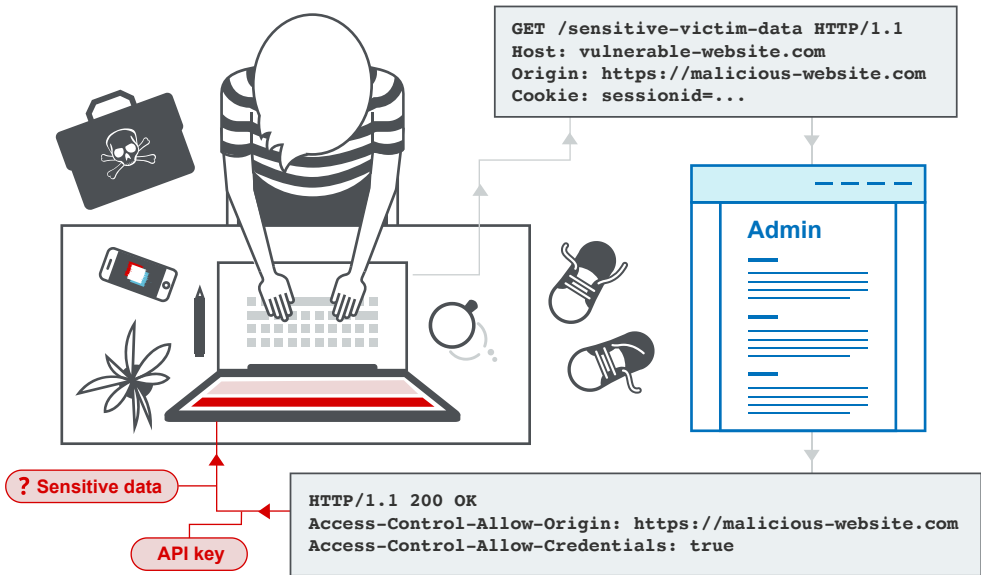 GET /sensitive-victim-data HTTP/1.1
Host: vulnerable-website.com
Origin: https://malicious-website.com
Cookie: sessionid=...
Admin
? Sensitive data
API key
HTTP/1.1 200 OK
Access-Control-Allow-Origin: https://malicious-website.com
Access-Control-Allow-Credentials: true